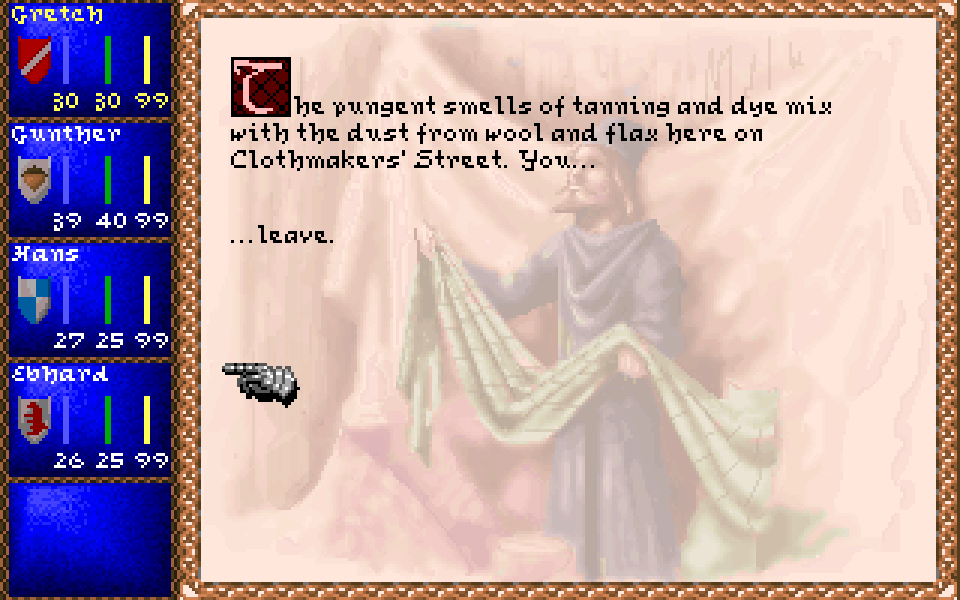 Gretch
30 30 99
Gunther
39 40 99
Hans
27 25 99
Ebhard
26 25 99
The pungent smells of tanning and dye mix
with the dust from wool and flax here on
Clothmakers' Street. You...
...leave.